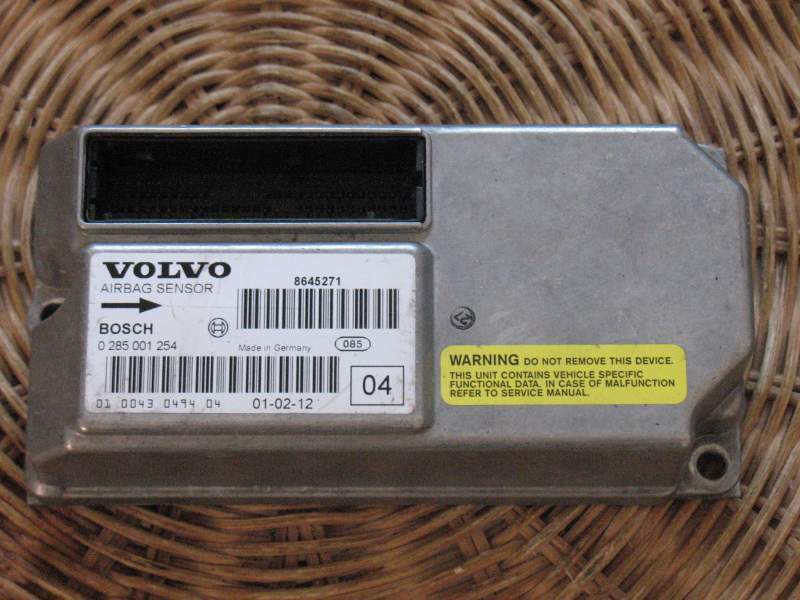 VOLVO
AIRBAG SENSOR
8645271
BOSCH
0 285 001 254
Made in Germany
085
01 0043 0494 04
01-02-12
04
WARNING DO NOT REMOVE THIS DEVICE.
THIS UNIT CONTAINS VEHICLE SPECIFIC
FUNCTIONAL DATA. IN CASE OF MALFUNCTION
REFER TO SERVICE MANUAL.